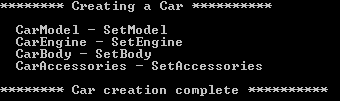 ********* Creating a Car **********
CarModel - SetModel
CarEngine - SetEngine
CarBody - SetBody
CarAccessories - SetAccessories
******** Car creation complete **********